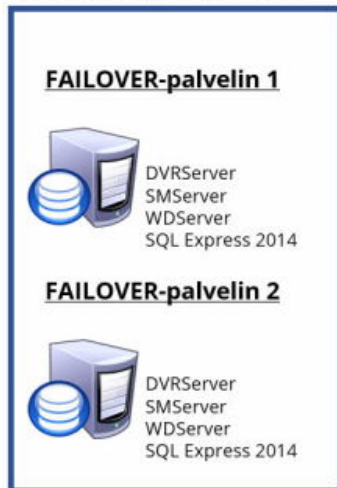 FAILOVER-palvelin 1
DVRServer
SMServer
WDServer
SQL Express 2014
FAILOVER-palvelin 2
DVRServer
SMServer
WDServer
SQL Express 2014